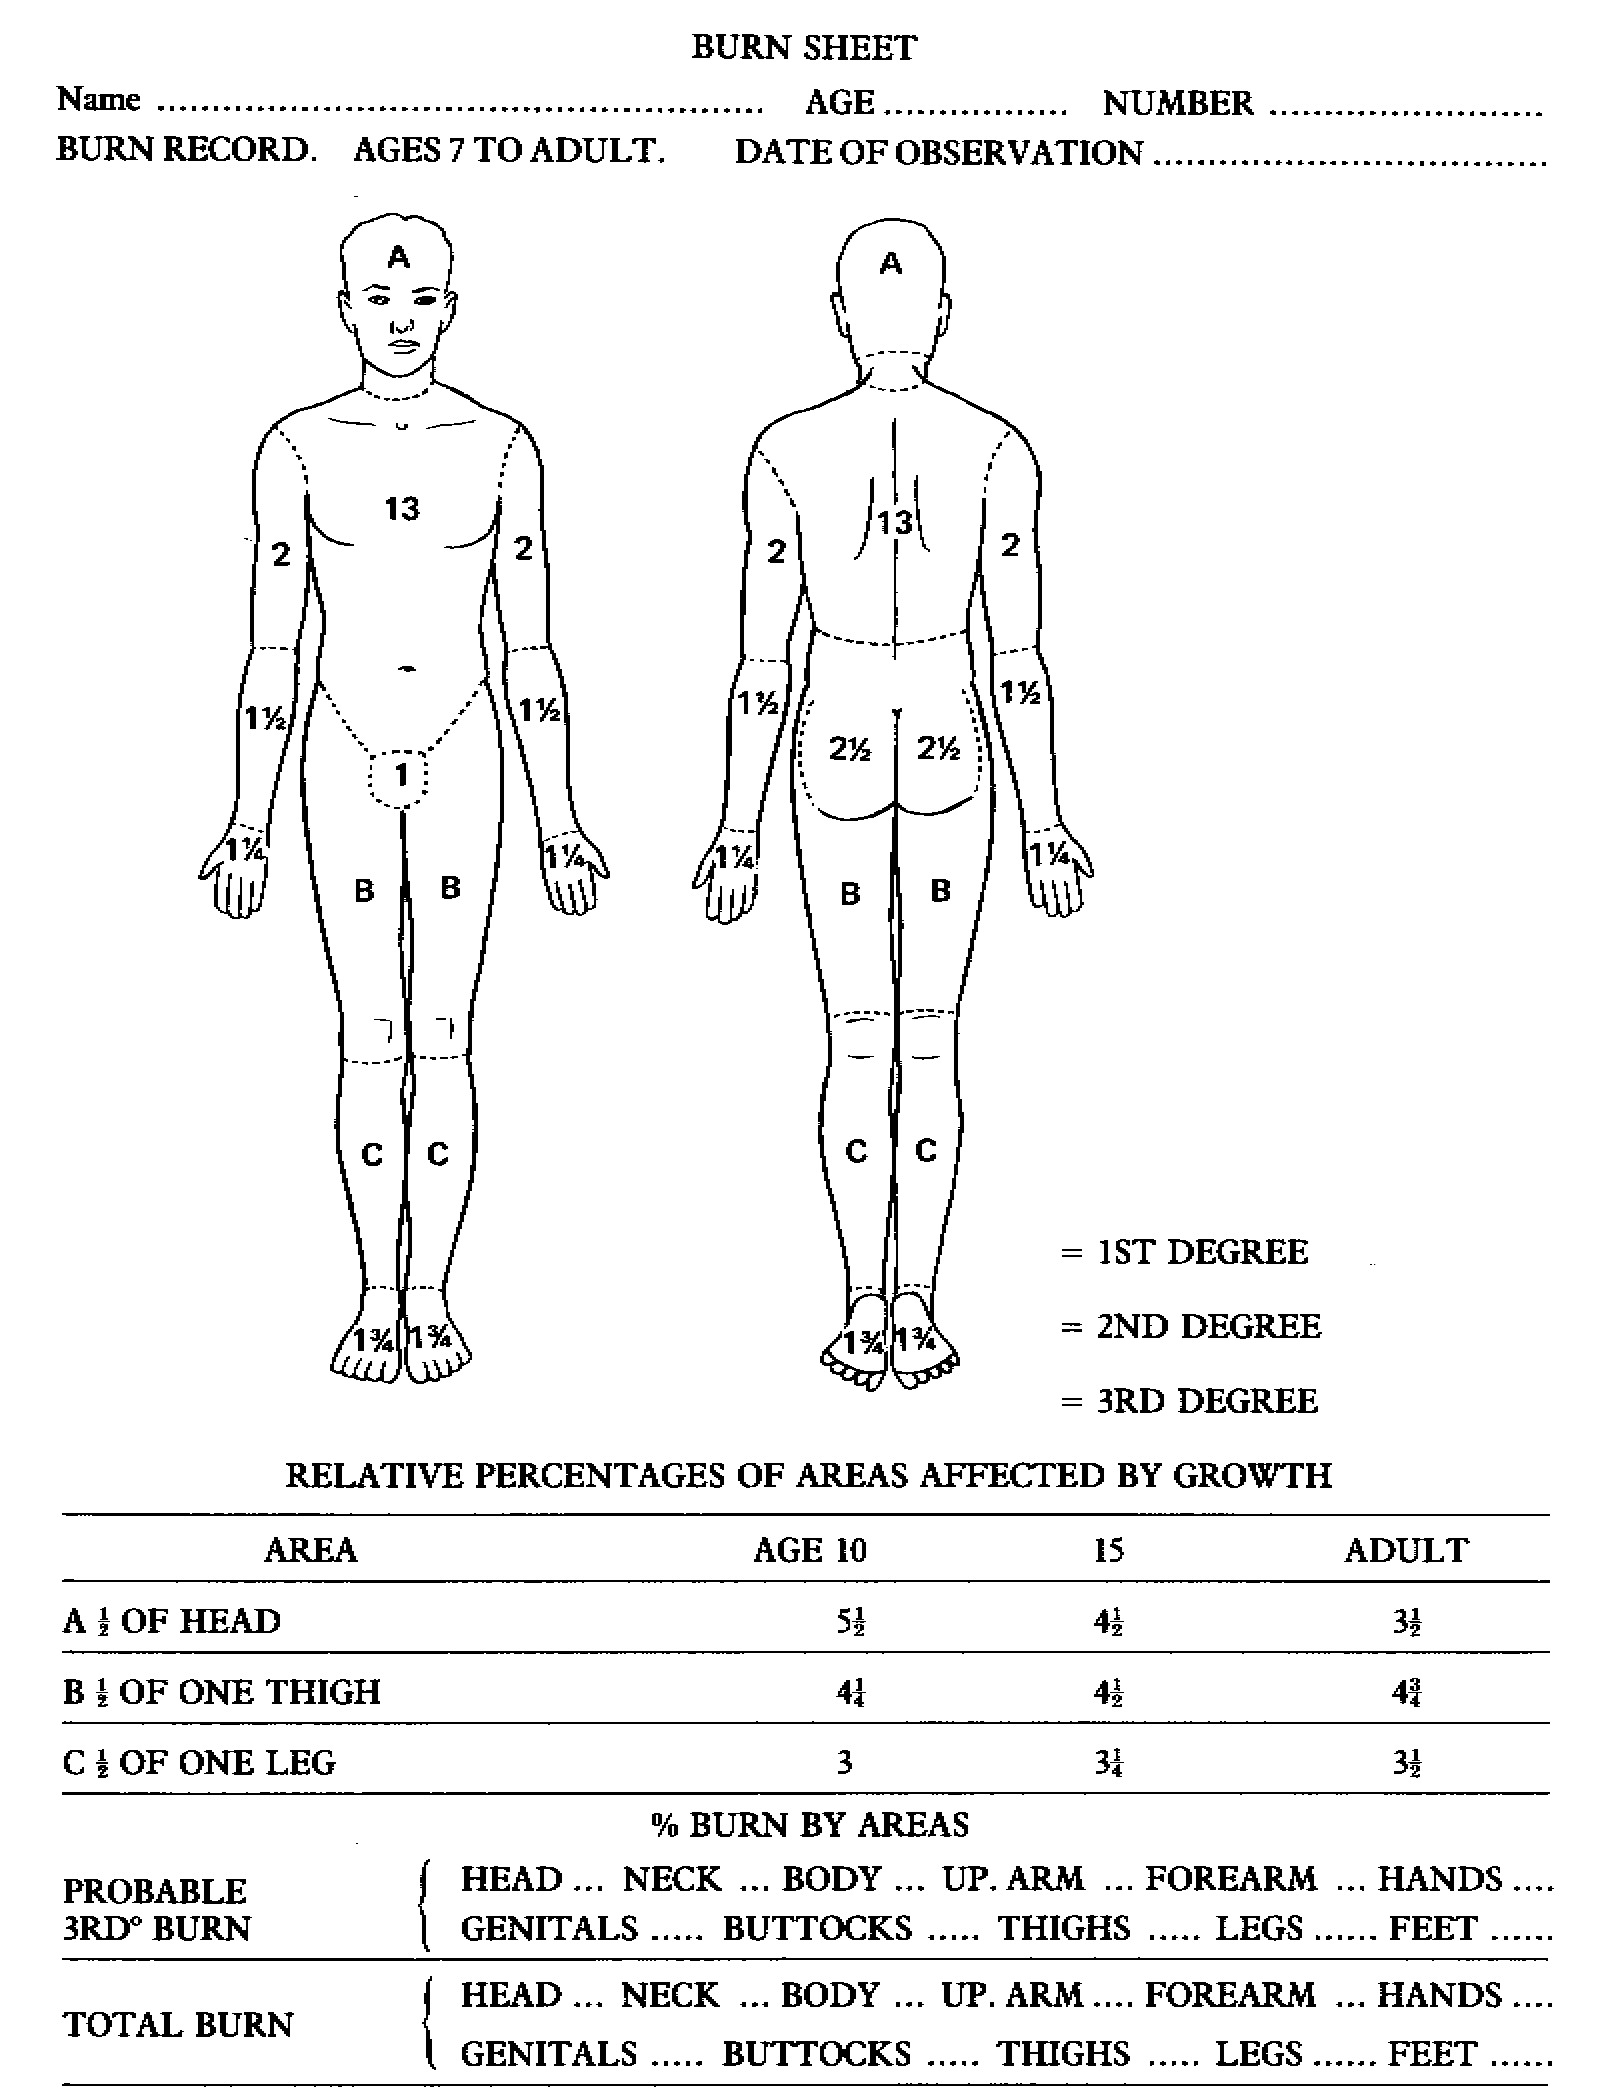 BURN SHEET
Name ........................................................ AGE ................. NUMBER .........................
BURN RECORD. AGES 7 TO ADULT. DATE OF OBSERVATION ....................................
A A
13 13
2 2 2 2
1½ 1½ 1½ 1½
1 2½ 2½
1¼ 1¼ 1¼ 1¼
B B B B
C C C C
= 1ST DEGREE
1¾ 1¾ 1¾ 1¾ = 2ND DEGREE
= 3RD DEGREE
RELATIVE PERCENTAGES OF AREAS AFFECTED BY GROWTH
AREA AGE 10 15 ADULT
A ½ OF HEAD 5½ 4½ 3½
B ½ OF ONE THIGH 4¼ 4½ 4¾
C ½ OF ONE LEG 3 3¼ 3½
% BURN BY AREAS
PROBABLE 3RD° BURN { HEAD ... NECK ... BODY ... UP. ARM ... FOREARM ... HANDS ....
GENITALS ..... BUTTOCKS ..... THIGHS ..... LEGS ...... FEET ......
TOTAL BURN { HEAD ... NECK ... BODY ... UP. ARM .... FOREARM ... HANDS ....
GENITALS ..... BUTTOCKS ..... THIGHS ..... LEGS ...... FEET ......